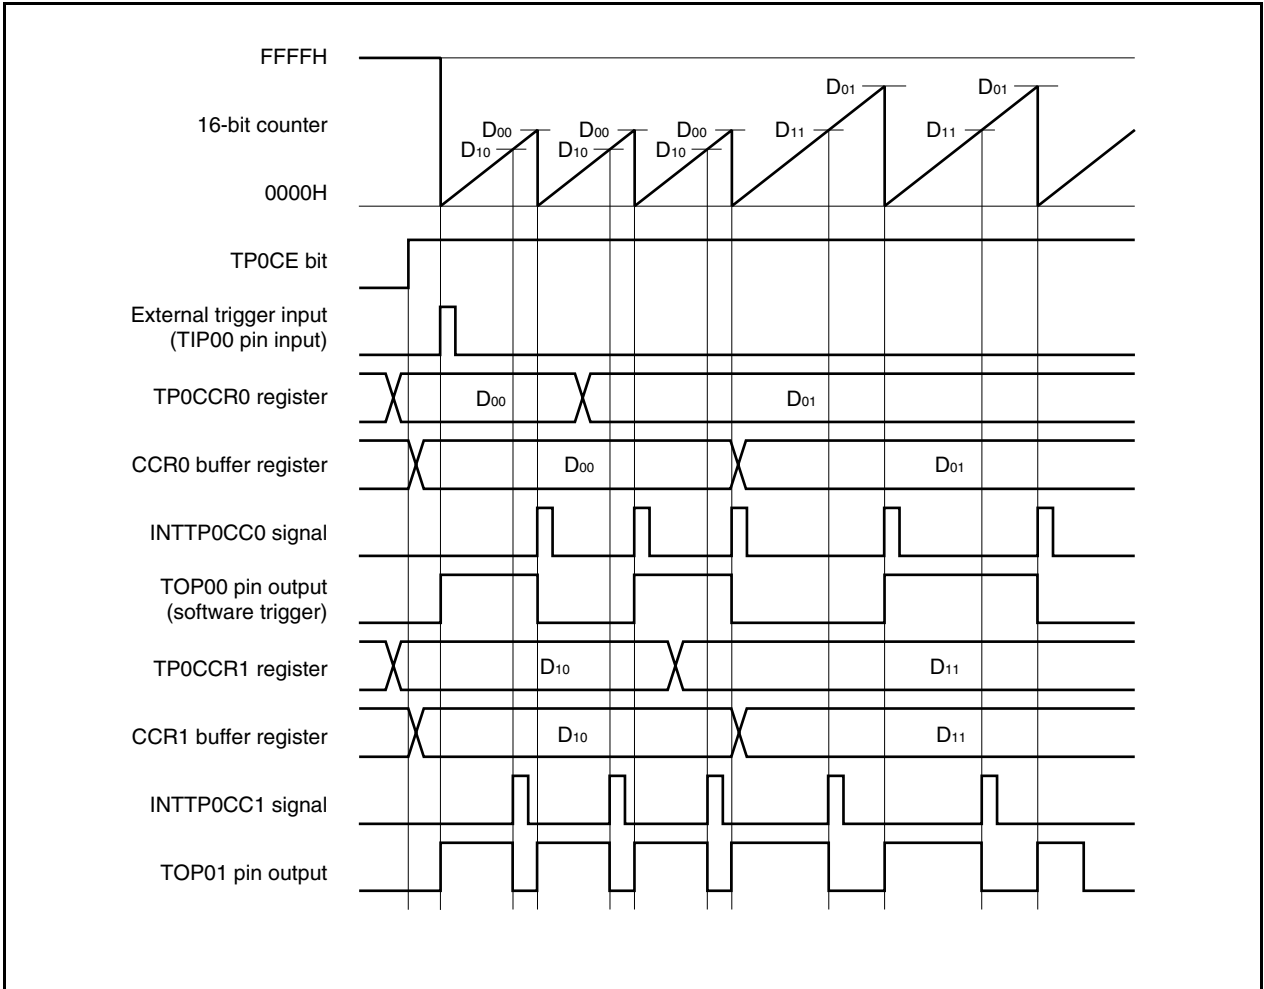 FFFFH
16-bit counter
0000H
D01
D01
D00
D00
D00
D11
D11
D10
D10
D10
TP0CE bit
External trigger input
(TIP00 pin input)
TP0CCR0 register
D00
D01
CCR0 buffer register
D00
D01
INTTP0CC0 signal
TOP00 pin output
(software trigger)
TP0CCR1 register
D10
D11
CCR1 buffer register
D10
D11
INTTP0CC1 signal
TOP01 pin output